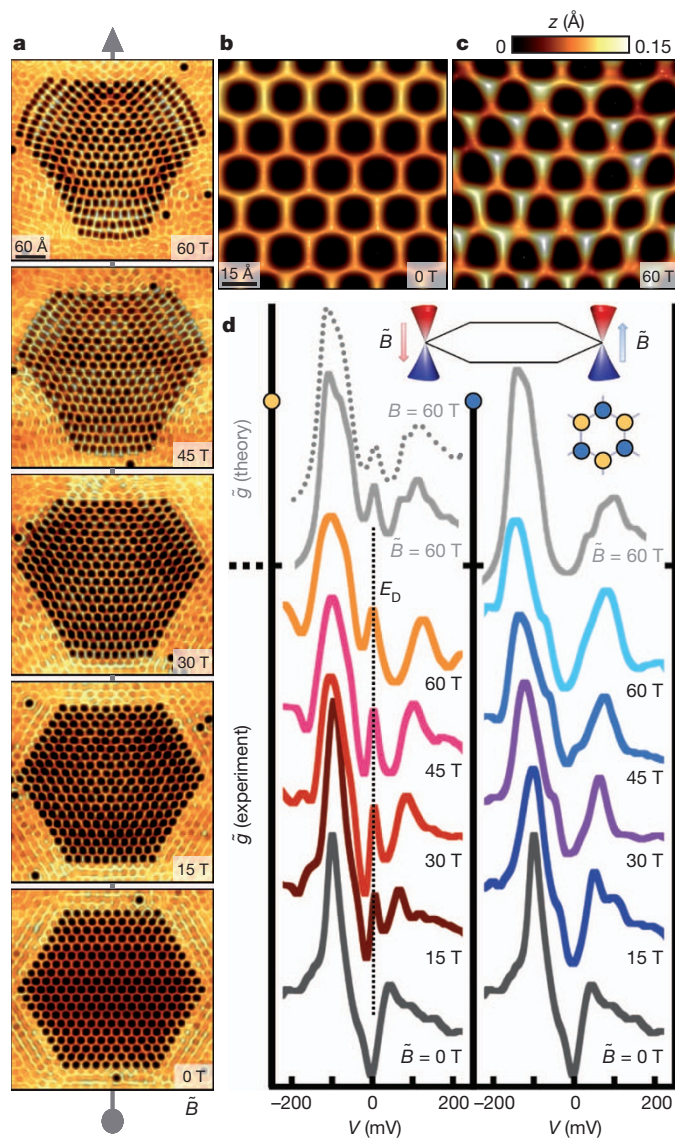 a
60 Å
60 T
45 T
30 T
15 T
0 T
B̃
b
15 Å
0 T
c
z (Å)
0
0.15
60 T
d
B̃
B̃
g̃ (theory)
B = 60 T
B̃ = 60 T
B̃ = 60 T
E_D
g̃ (experiment)
60 T
60 T
45 T
45 T
30 T
30 T
15 T
15 T
B̃ = 0 T
B̃ = 0 T
−200 0 200
−200 0 200
V (mV)
V (mV)